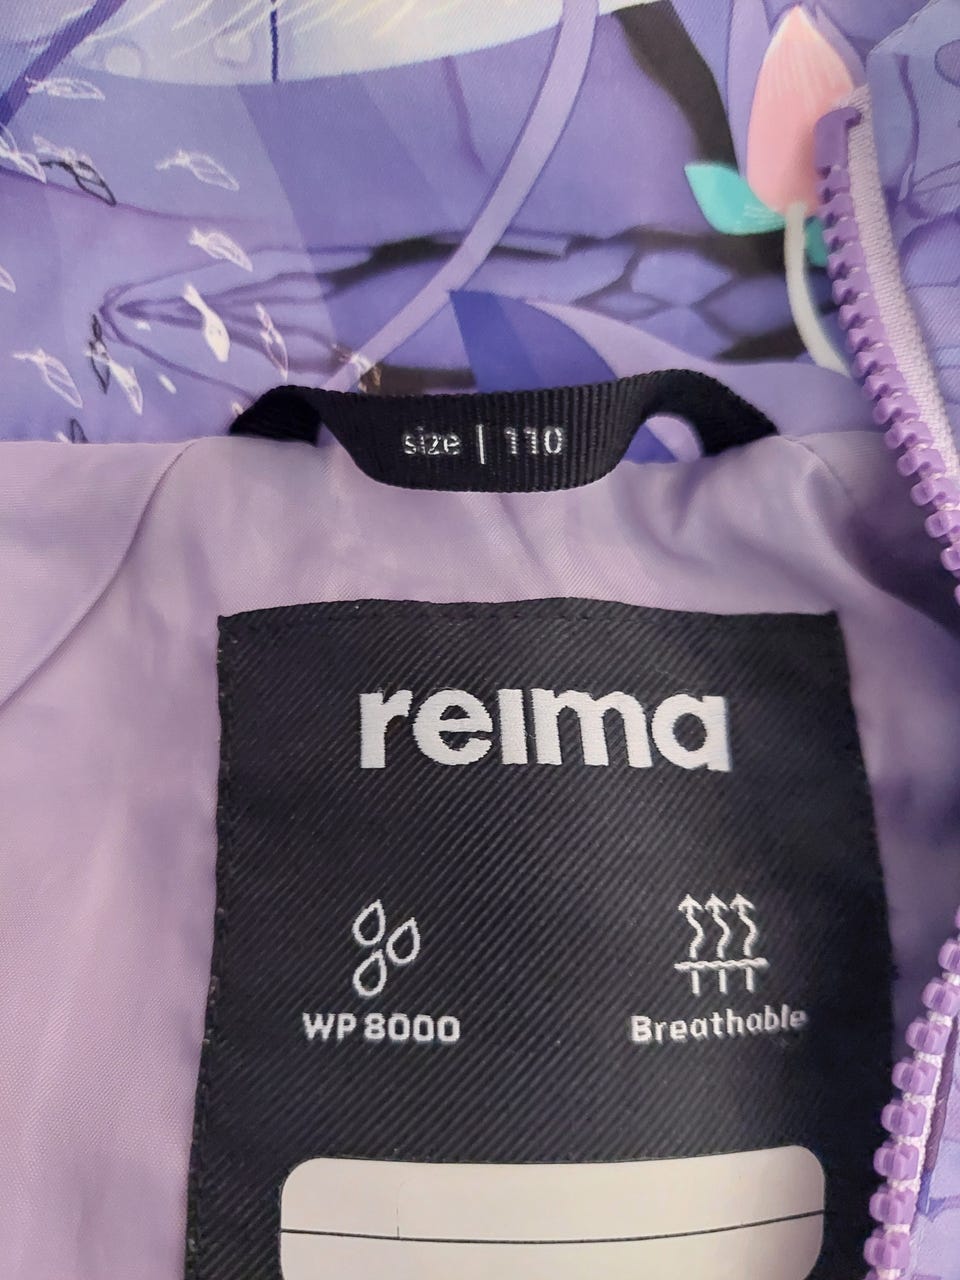 size | 110
reima
WP 8000
Breathable